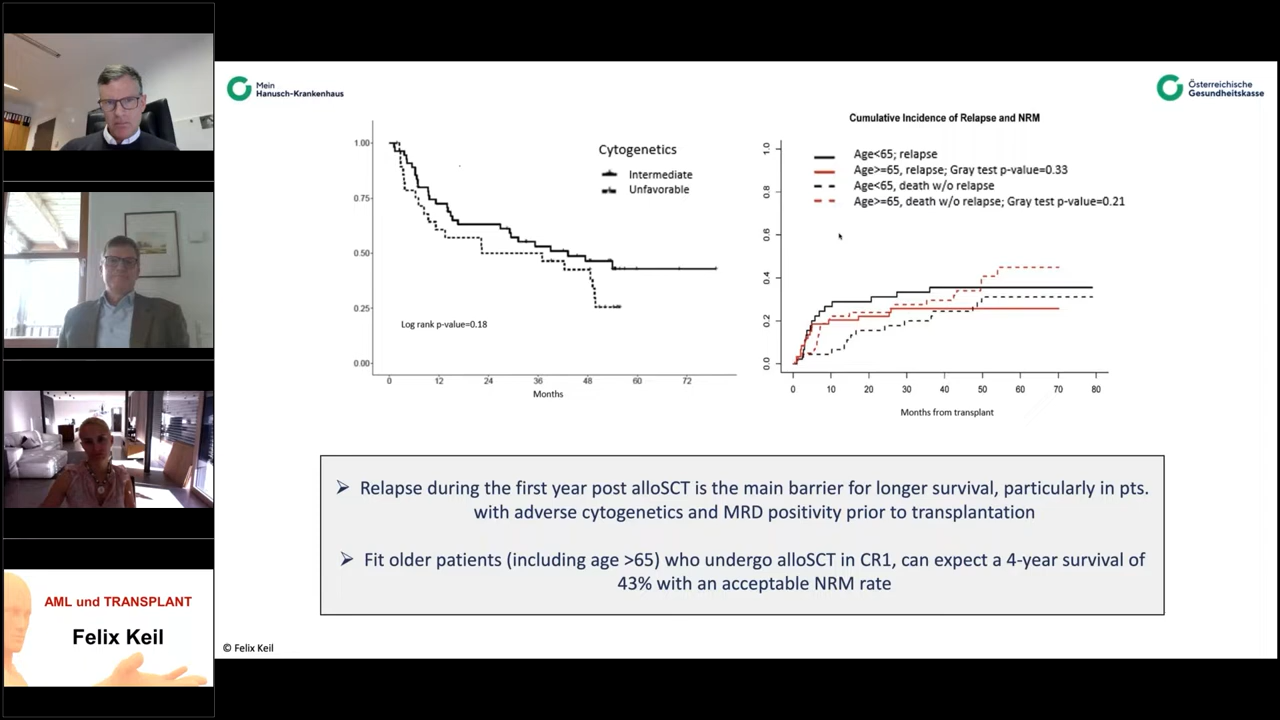 Mein
Hanusch-Krankenhaus
Österreichische
Gesundheitskasse
1.00
0.75
0.50
0.25
0.00
Cytogenetics
Intermediate
Unfavorable
Log rank p-value=0.18
0 12 24 36 48 60 72
Months
Cumulative Incidence of Relapse and NRM
1.0
0.8
0.6
0.4
0.2
0.0
Age<65; relapse
Age>=65, relapse; Gray test p-value=0.33
Age<65, death w/o relapse
Age>=65, death w/o relapse; Gray test p-value=0.21
0 10 20 30 40 50 60 70 80
Months from transplant
➢ Relapse during the first year post alloSCT is the main barrier for longer survival, particularly in pts.
with adverse cytogenetics and MRD positivity prior to transplantation
➢ Fit older patients (including age >65) who undergo alloSCT in CR1, can expect a 4-year survival of
43% with an acceptable NRM rate
AML und TRANSPLANT
Felix Keil
© Felix Keil